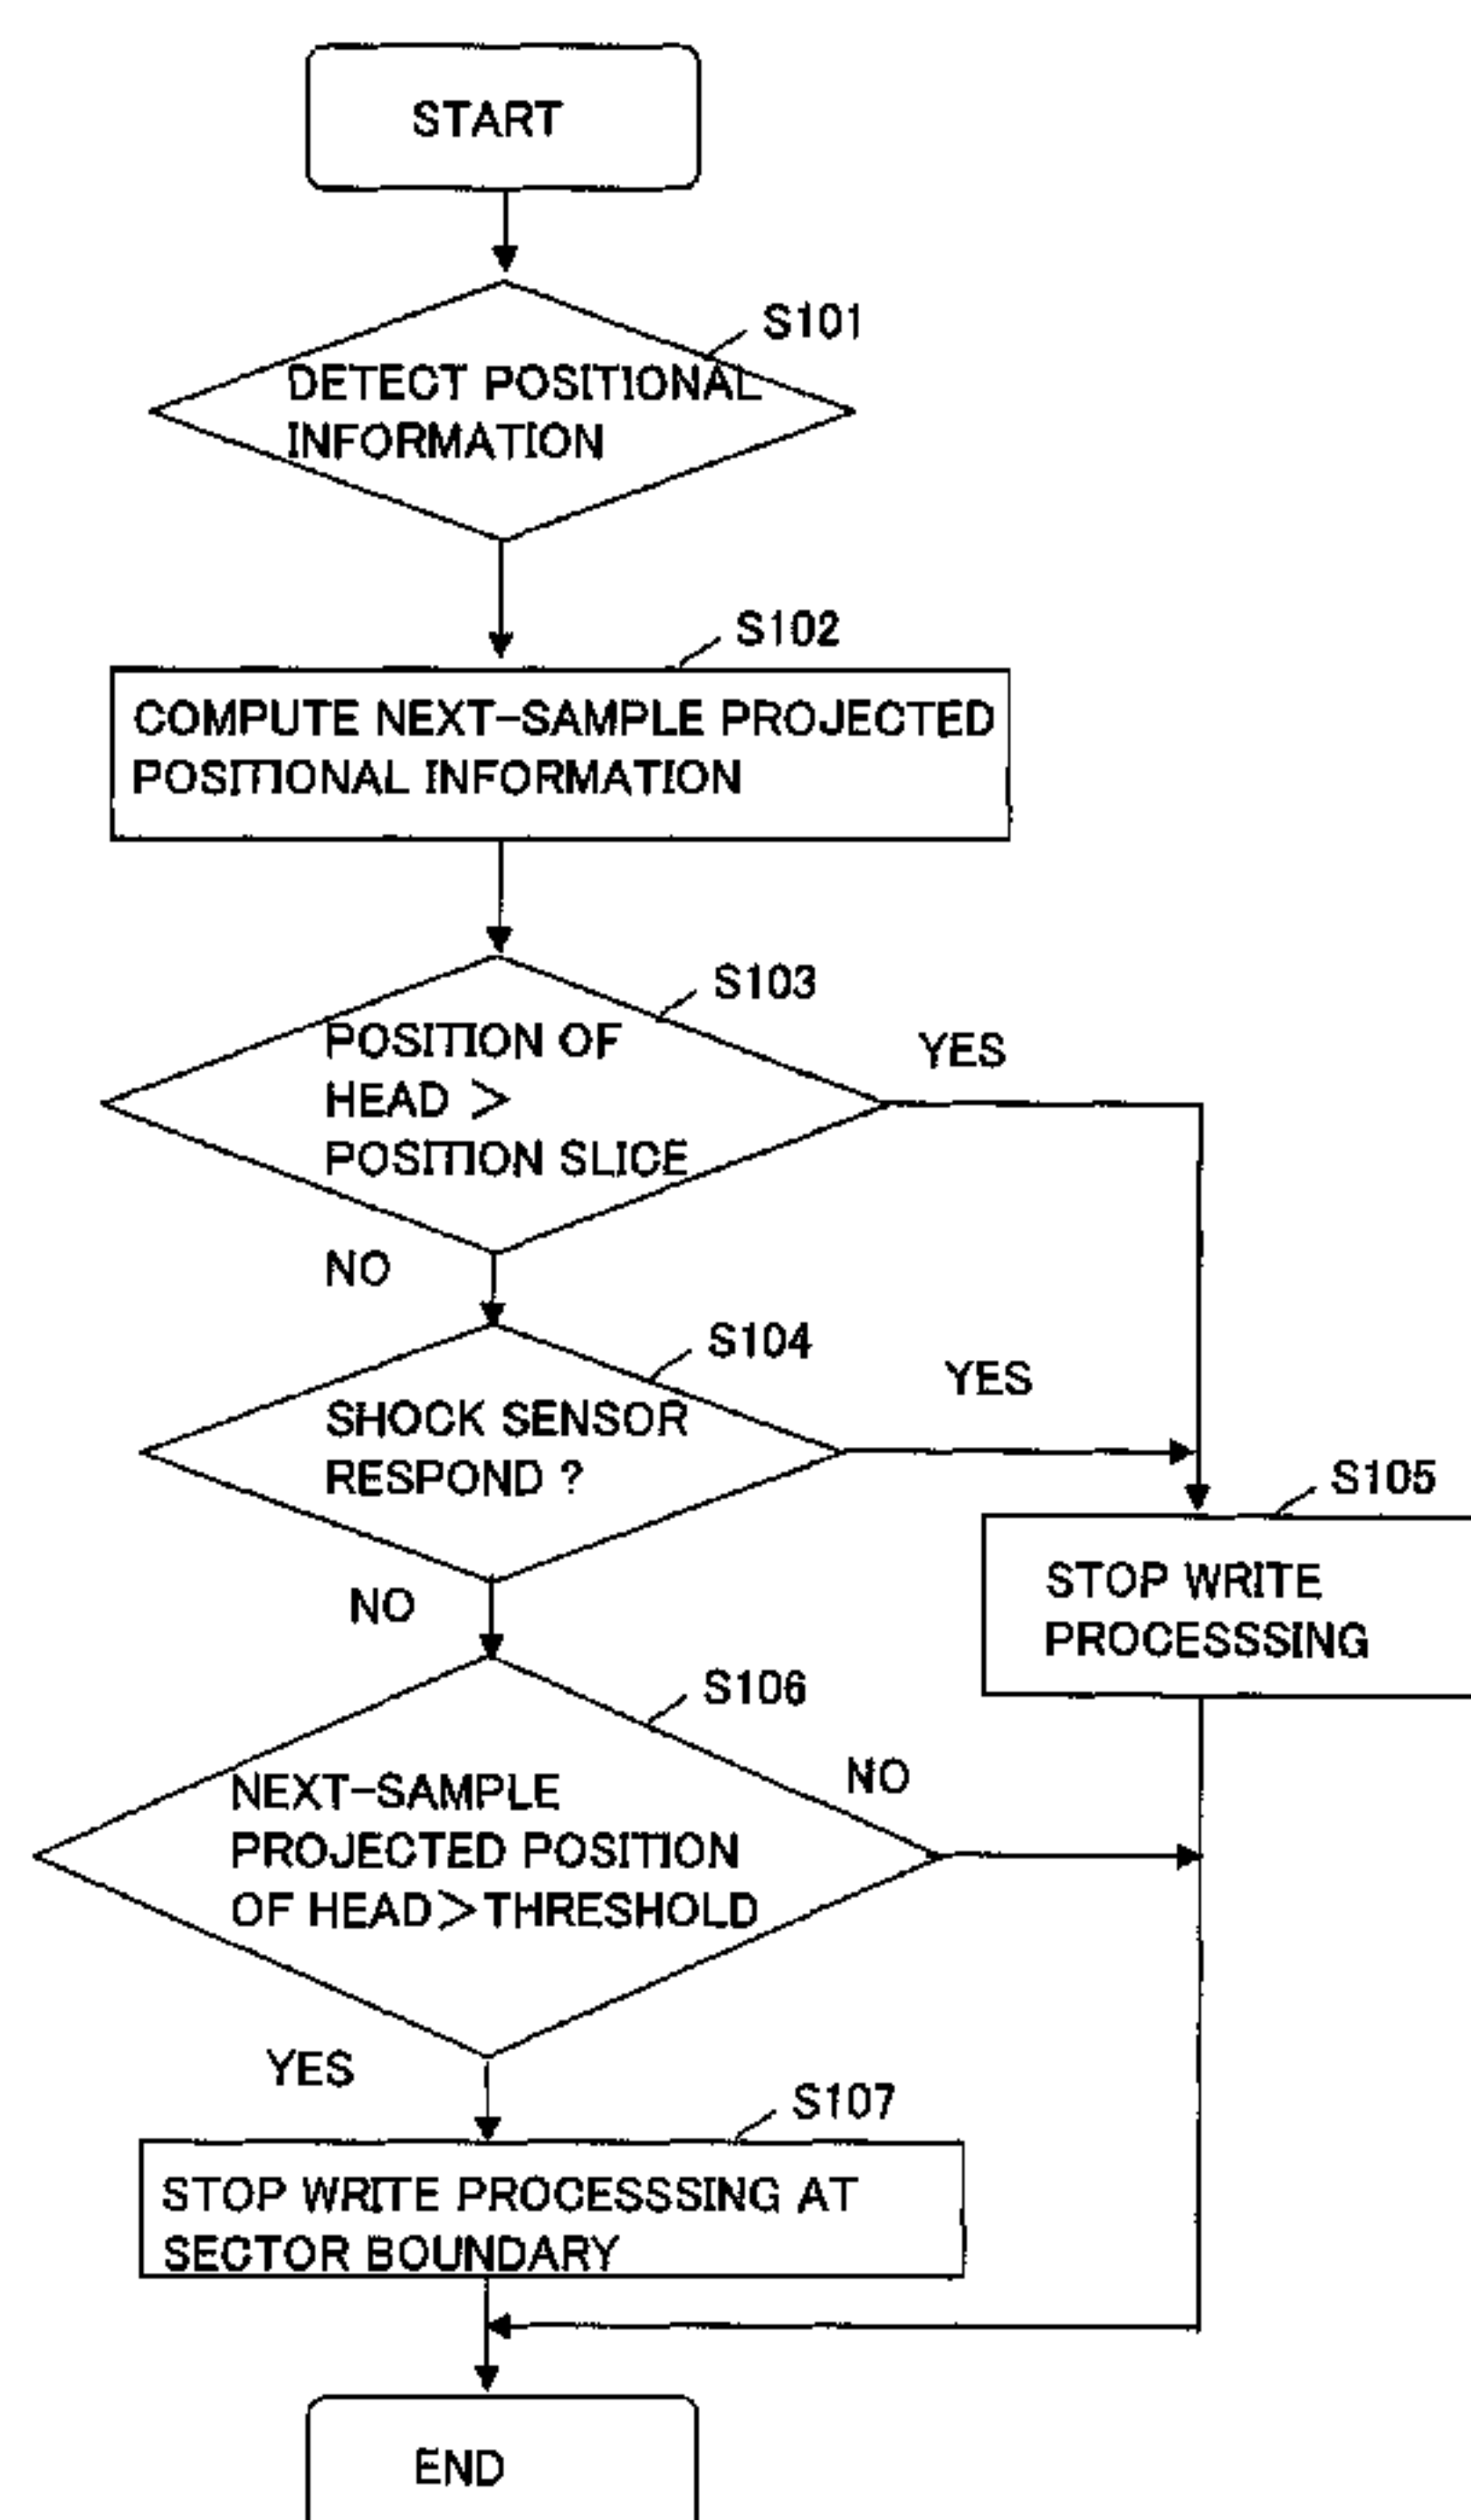 START
S101
DETECT POSITIONAL
INFORMATION
S102
COMPUTE NEXT-SAMPLE PROJECTED
POSITIONAL INFORMATION
S103
POSITION OF
HEAD >
POSITION SLICE
YES
NO
S104
SHOCK SENSOR
RESPOND ?
YES
NO
S105
STOP WRITE
PROCESSSING
S106
NEXT-SAMPLE
PROJECTED POSITION
OF HEAD>THRESHOLD
NO
YES
S107
STOP WRITE PROCESSSING AT
SECTOR BOUNDARY
END